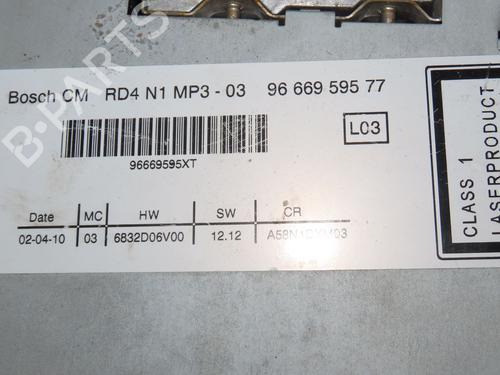 Bosch CM RD4 N1 MP3 - 03 96 669 595 77
L03
96669595XT
Date MC HW SW CR
02-04-10 03 6832D06V00 12.12
CLASS 1
LASERPRODUCT
B-PARTS